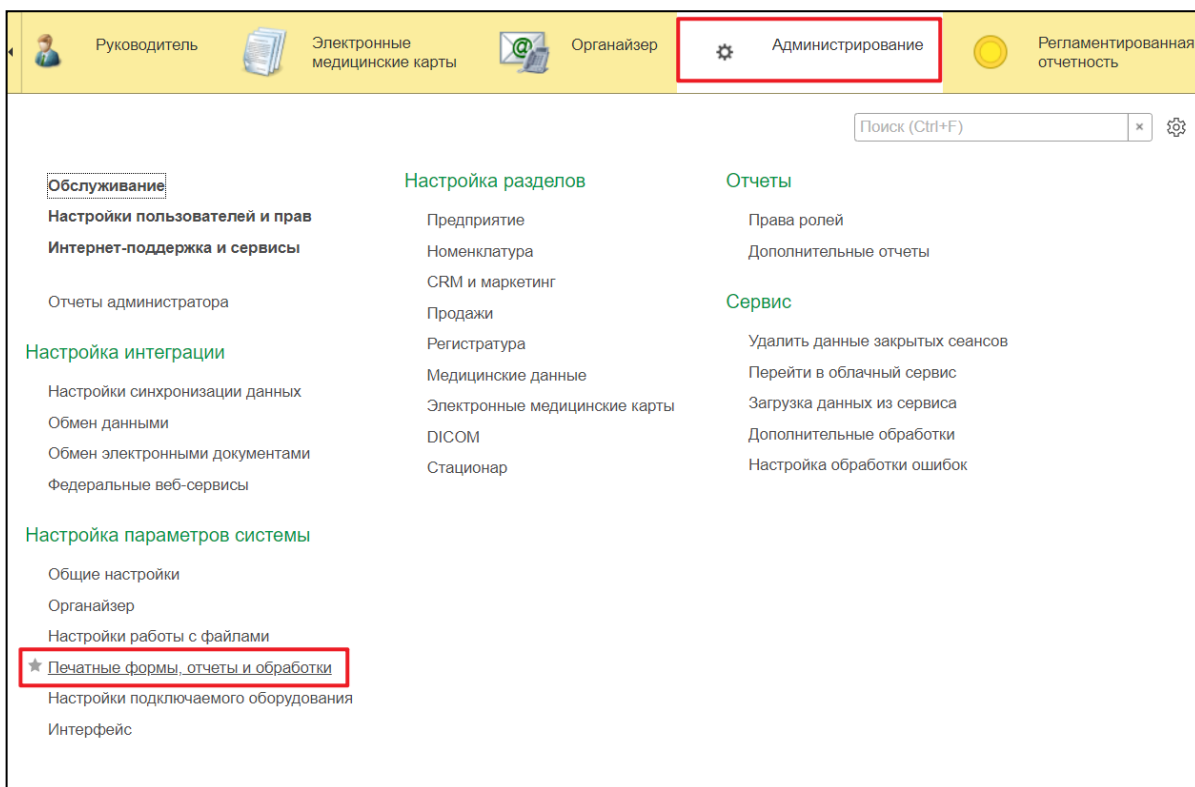 Руководитель
Электронные
медицинские карты
Органайзер
Администрирование
Регламентированная
отчетность
Поиск (Ctrl+F)
×
Обслуживание
Настройки пользователей и прав
Интернет-поддержка и сервисы
Отчеты администратора
Настройка интеграции
Настройки синхронизации данных
Обмен данными
Обмен электронными документами
Федеральные веб-сервисы
Настройка параметров системы
Общие настройки
Органайзер
Настройки работы с файлами
Печатные формы, отчеты и обработки
Настройки подключаемого оборудования
Интерфейс
Настройка разделов
Предприятие
Номенклатура
CRM и маркетинг
Продажи
Регистратура
Медицинские данные
Электронные медицинские карты
DICOM
Стационар
Отчеты
Права ролей
Дополнительные отчеты
Сервис
Удалить данные закрытых сеансов
Перейти в облачный сервис
Загрузка данных из сервиса
Дополнительные обработки
Настройка обработки ошибок